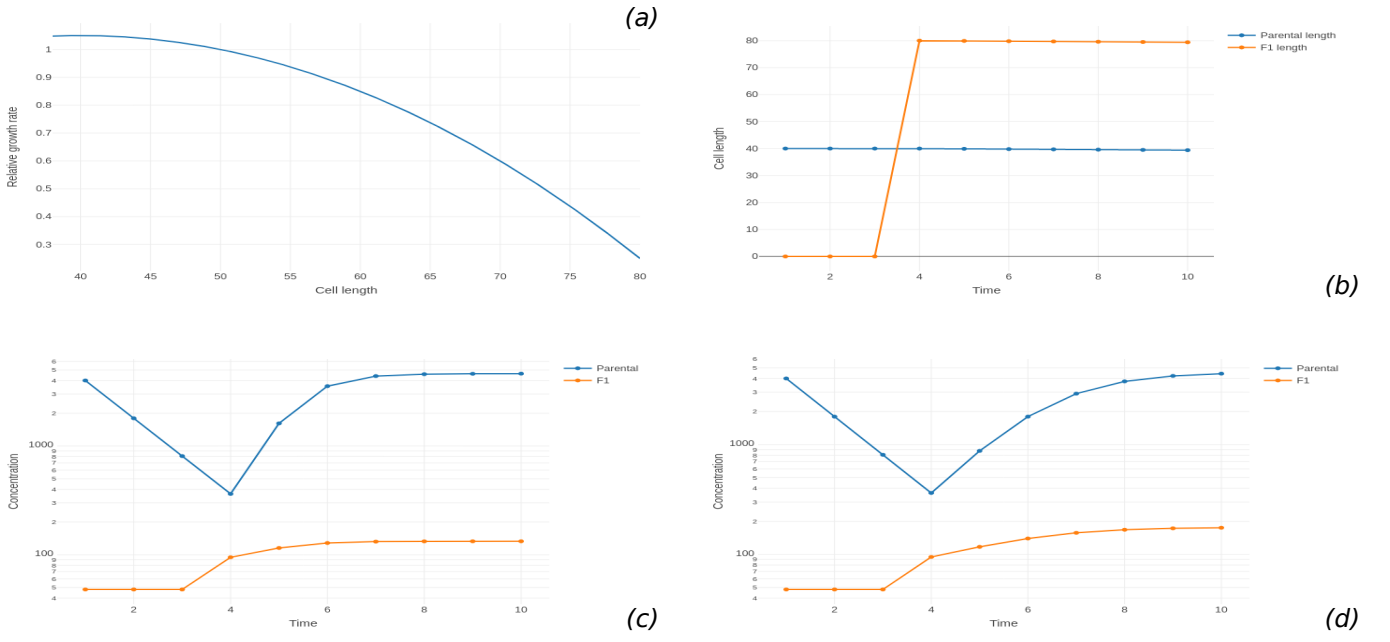 (a)
1
0.9
0.8
0.7
0.6
0.5
0.4
0.3
Relative growth rate
40 45 50 55 60 65 70 75 80
Cell length
(b)
80
70
60
50
40
30
20
10
0
Cell length
2 4 6 8 10
Time
Parental length
F1 length
(c)
6
5
4
3
2
1000
9
8
7
6
5
4
3
2
100
9
8
7
6
5
4
Concentration
2 4 6 8 10
Time
Parental
F1
(d)
6
5
4
3
2
1000
9
8
7
6
5
4
3
2
100
9
8
7
6
5
4
Concentration
2 4 6 8 10
Time
Parental
F1